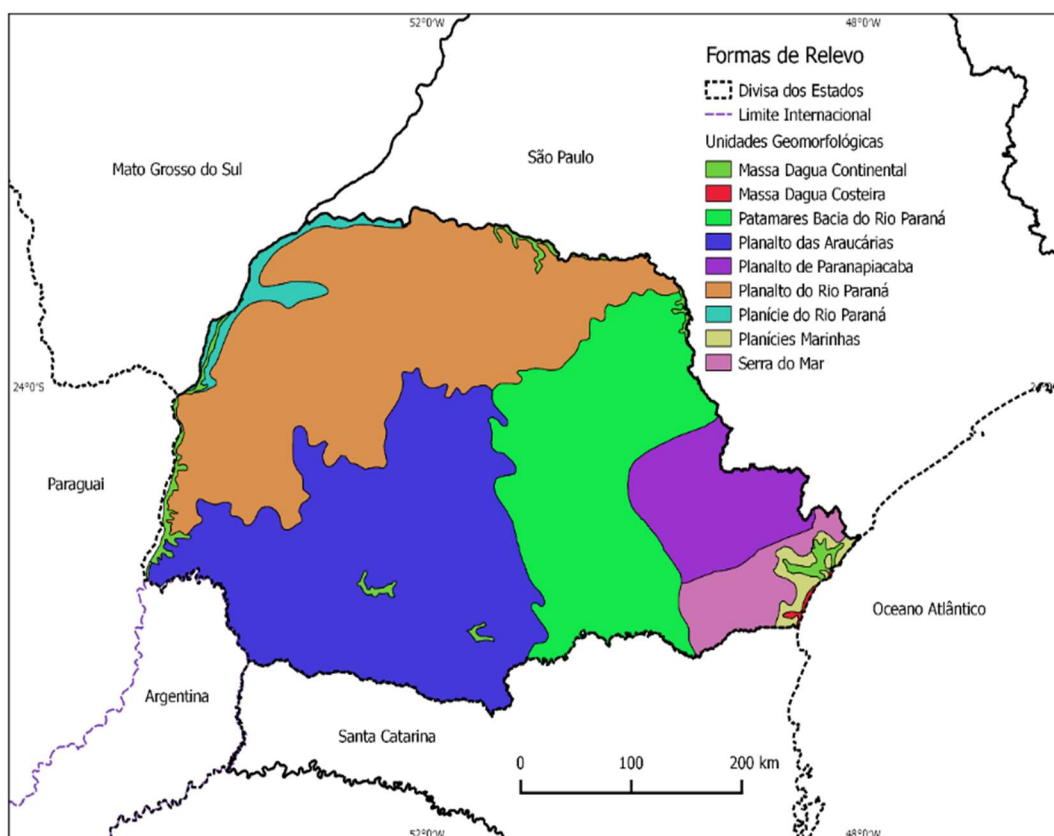 52°0'W
48°0'W
Formas de Relevo
Divisa dos Estados
Limite Internacional
Unidades Geomorfológicas
Massa Dagua Continental
Massa Dagua Costeira
Patamares Bacia do Rio Paraná
Planalto das Araucárias
Planalto de Paranapiacaba
Planalto do Rio Paraná
Planície do Rio Paraná
Planícies Marinhas
Serra do Mar
Mato Grosso do Sul
São Paulo
24°0'S
Paraguai
Oceano Atlântico
Argentina
Santa Catarina
0 100 200 km
52°0'W
48°0'W